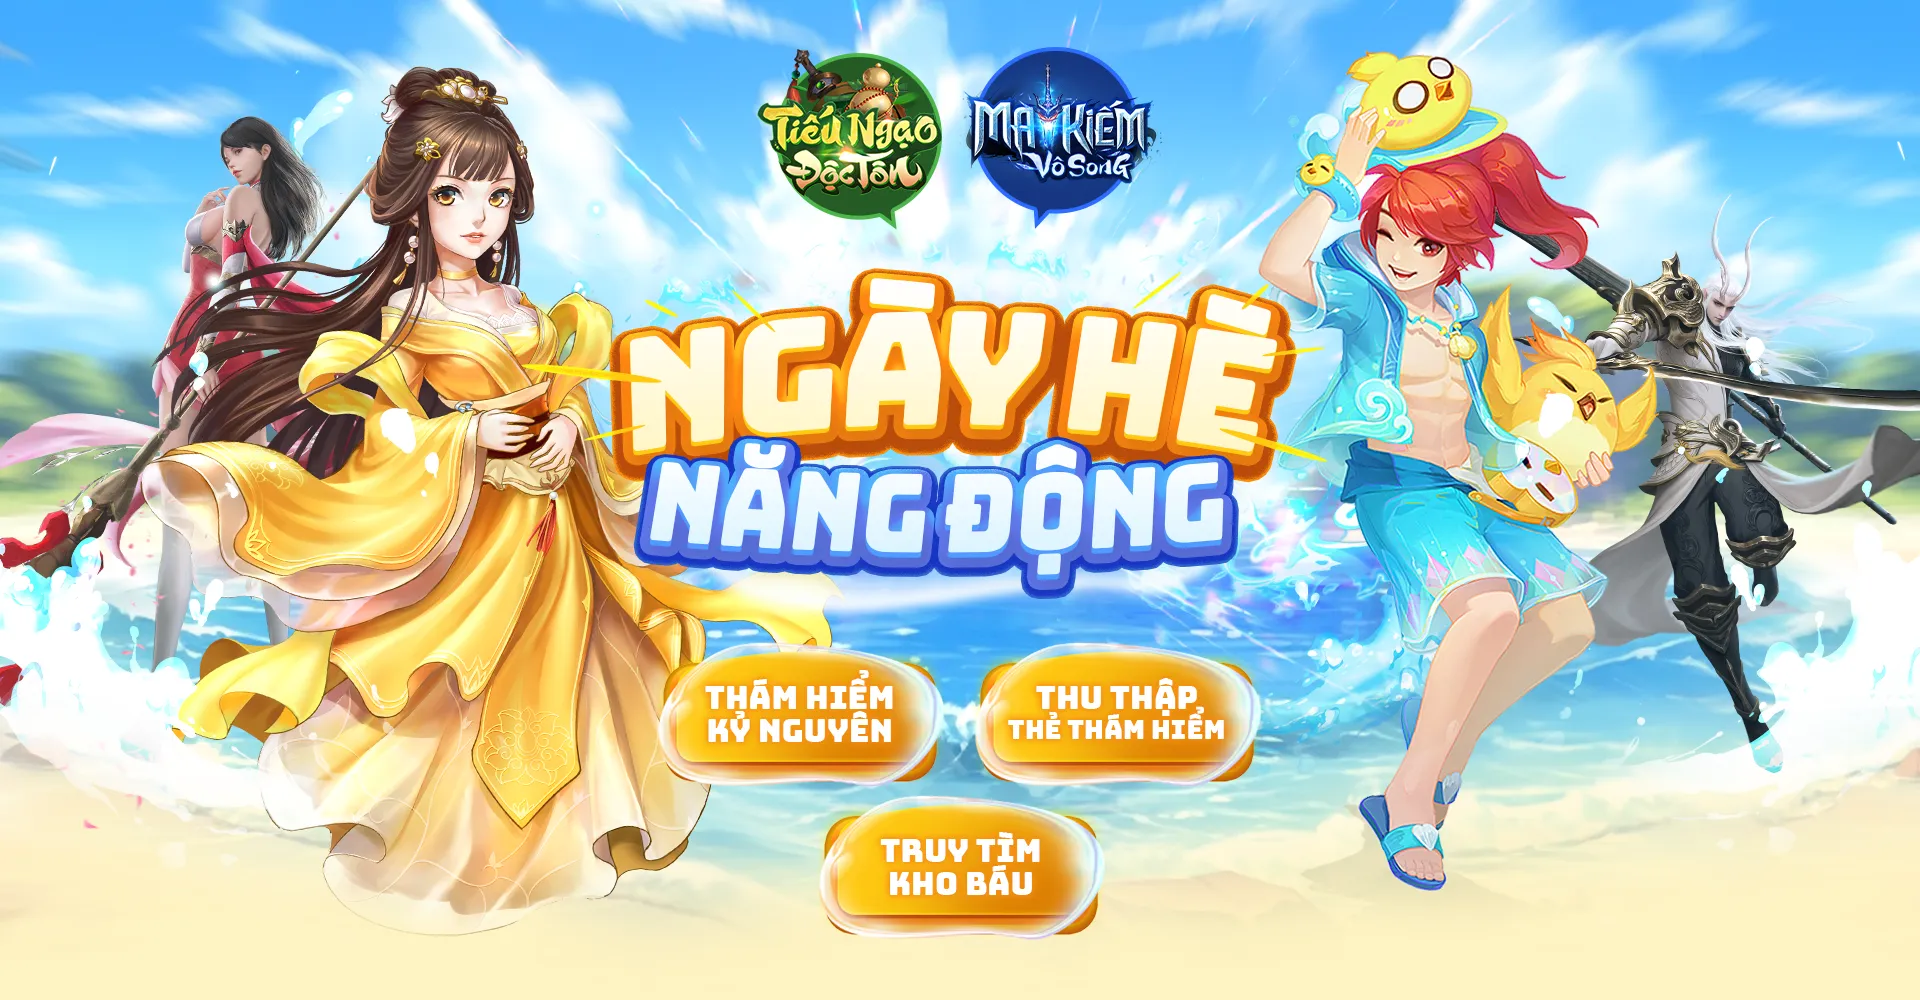 Tiếu Ngạo
Độc Tôn
Ma Kiếm
Vô Song
NGÀY HÈ
NĂNG ĐỘNG
THÁM HIỂM
KỶ NGUYÊN
THU THẬP
THẺ THÁM HIỂM
TRUY TÌM
KHO BÁU